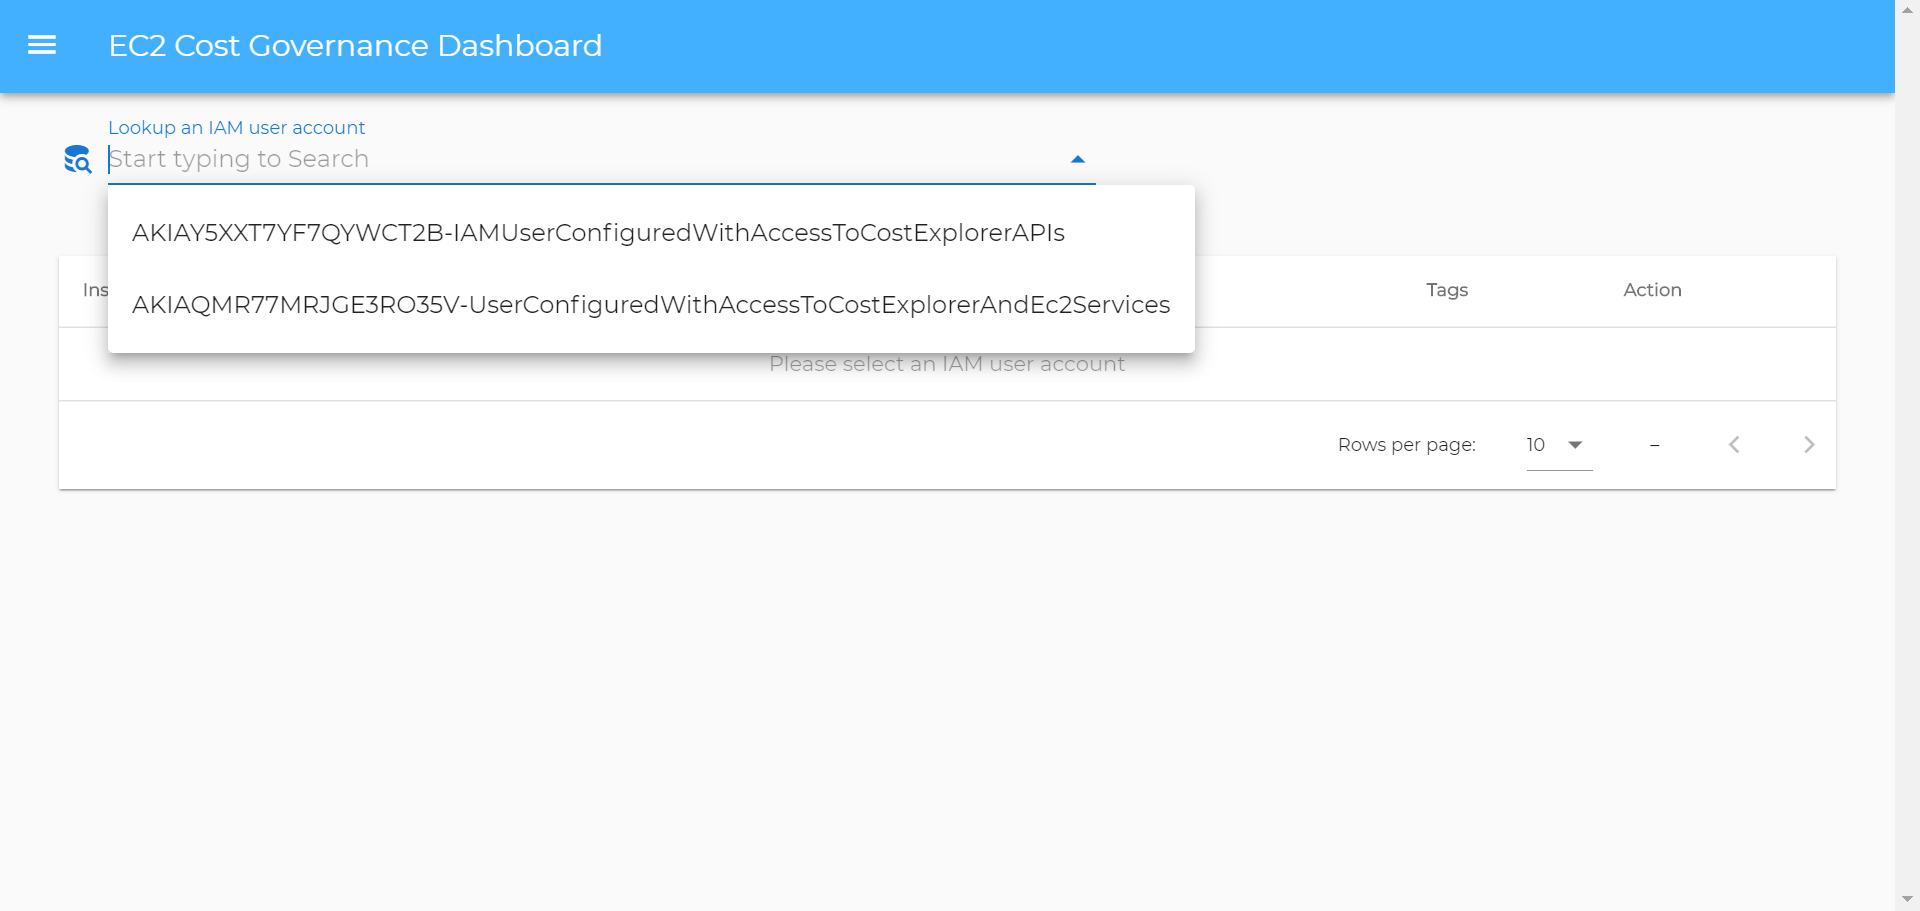 EC2 Cost Governance Dashboard
Lookup an IAM user account
Start typing to Search
AKIAY5XXT7YF7QYWCT2B-IAMUserConfiguredWithAccessToCostExplorerAPIs
AKIAQMR77MRJGE3RO35V-UserConfiguredWithAccessToCostExplorerAndEc2Services
Ins Tags Action
Please select an IAM user account
Rows per page: 10 –